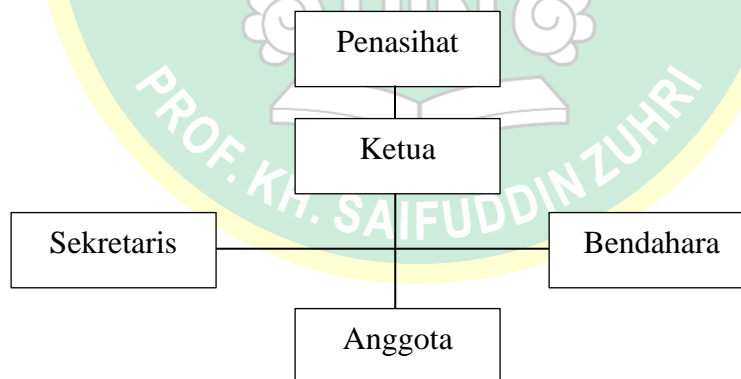 Penasihat
Ketua
PROF. KH. SAIFUDDIN ZUHRI
Sekretaris
Bendahara
Anggota